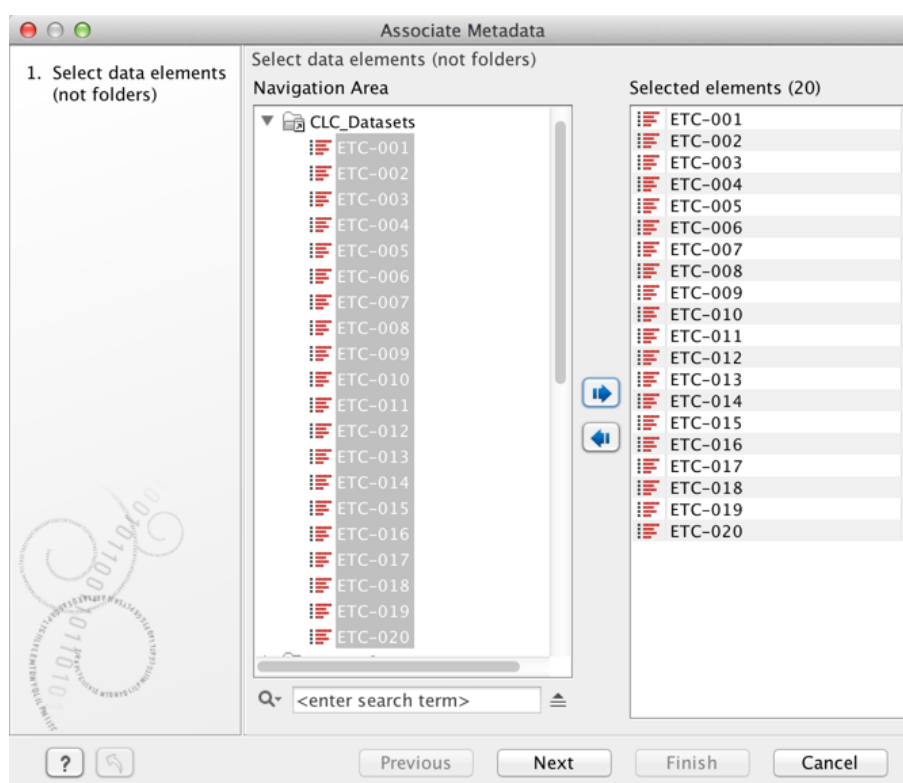 Associate Metadata
1. Select data elements
(not folders)
Select data elements (not folders)
Navigation Area
CLC_Datasets
ETC-001
ETC-002
ETC-003
ETC-004
ETC-005
ETC-006
ETC-007
ETC-008
ETC-009
ETC-010
ETC-011
ETC-012
ETC-013
ETC-014
ETC-015
ETC-016
ETC-017
ETC-018
ETC-019
ETC-020
<enter search term>
Selected elements (20)
ETC-001
ETC-002
ETC-003
ETC-004
ETC-005
ETC-006
ETC-007
ETC-008
ETC-009
ETC-010
ETC-011
ETC-012
ETC-013
ETC-014
ETC-015
ETC-016
ETC-017
ETC-018
ETC-019
ETC-020
?
Previous
Next
Finish
Cancel